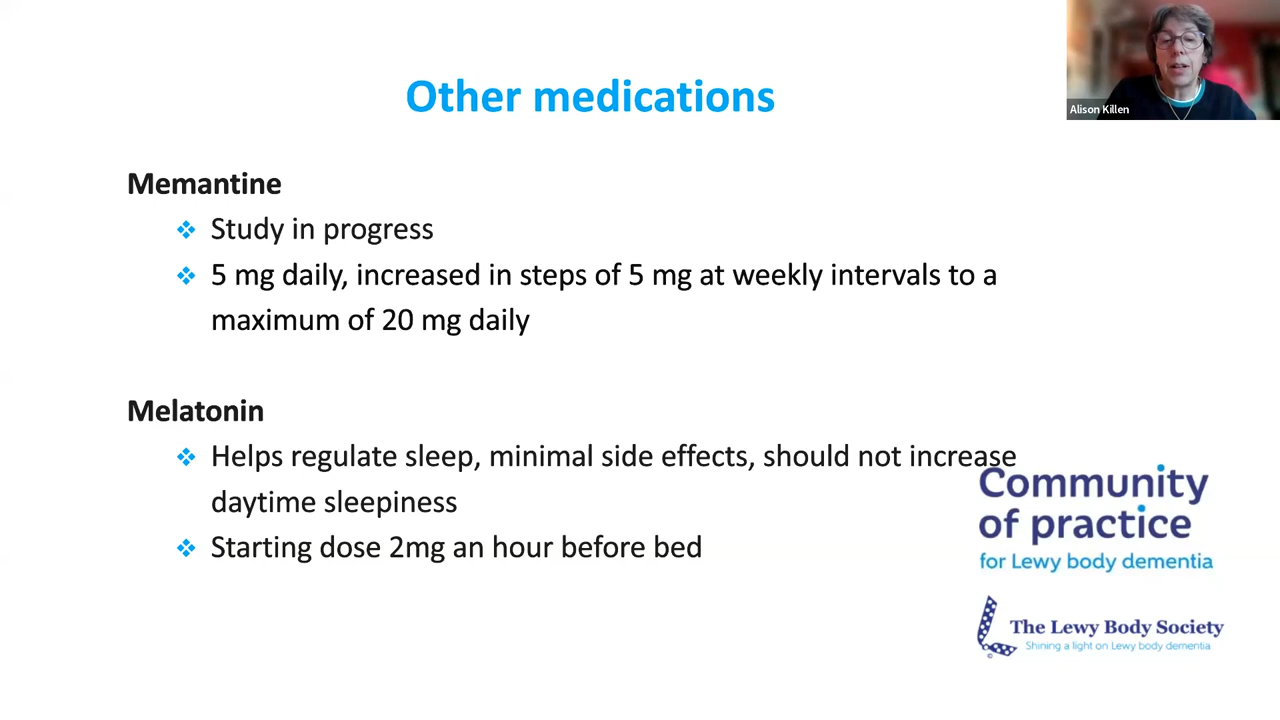 Other medications
Alison Killen
Memantine
❖ Study in progress
❖ 5 mg daily, increased in steps of 5 mg at weekly intervals to a
maximum of 20 mg daily
Melatonin
❖ Helps regulate sleep, minimal side effects, should not increase
daytime sleepiness
❖ Starting dose 2mg an hour before bed
Community
of practice
for Lewy body dementia
The Lewy Body Society
Shining a light on Lewy body dementia
©